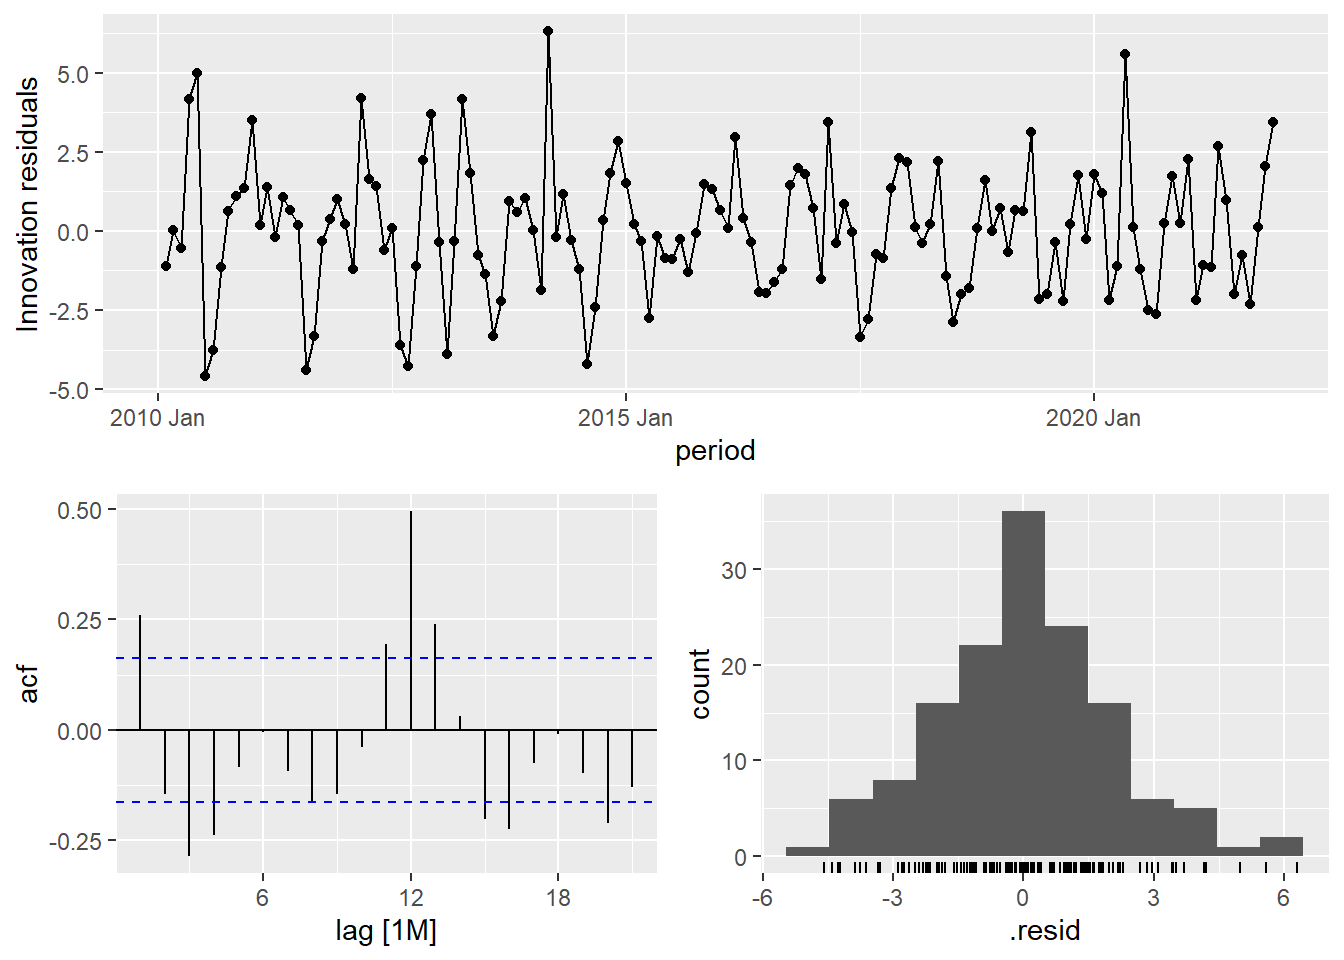 5.0
2.5
0.0
-2.5
-5.0
Innovation residuals
2010 Jan 2015 Jan 2020 Jan
period
0.50
0.25
0.00
-0.25
acf
6 12 18
lag [1M]
30
20
10
0
count
-6 -3 0 3 6
.resid